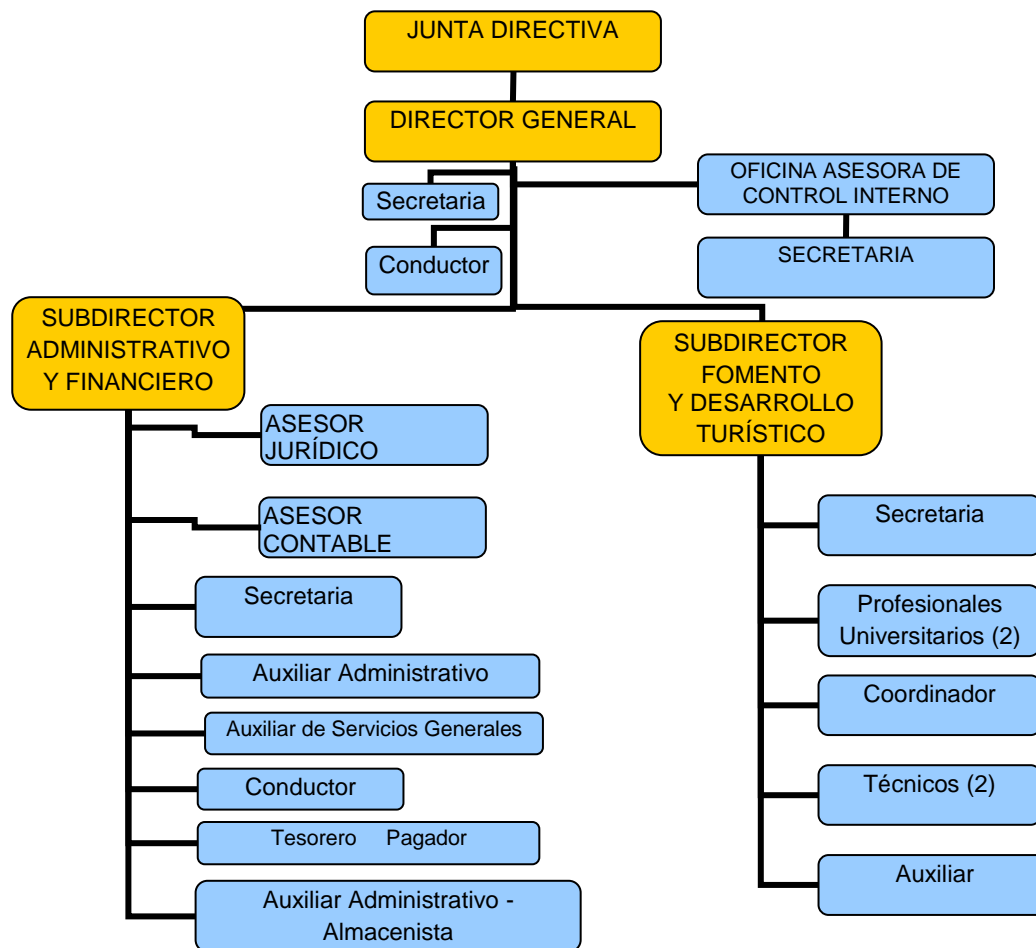 JUNTA DIRECTIVA
DIRECTOR GENERAL
Secretaria
OFICINA ASESORA DE
CONTROL INTERNO
Conductor
SECRETARIA
SUBDIRECTOR
ADMINISTRATIVO
Y FINANCIERO
ASESOR
JURÍDICO
ASESOR
CONTABLE
Secretaria
Auxiliar Administrativo
Auxiliar de Servicios Generales
Conductor
Tesorero Pagador
Auxiliar Administrativo -
Almacenista
SUBDIRECTOR
FOMENTO
Y DESARROLLO
TURÍSTICO
Secretaria
Profesionales
Universitarios (2)
Coordinador
Técnicos (2)
Auxiliar